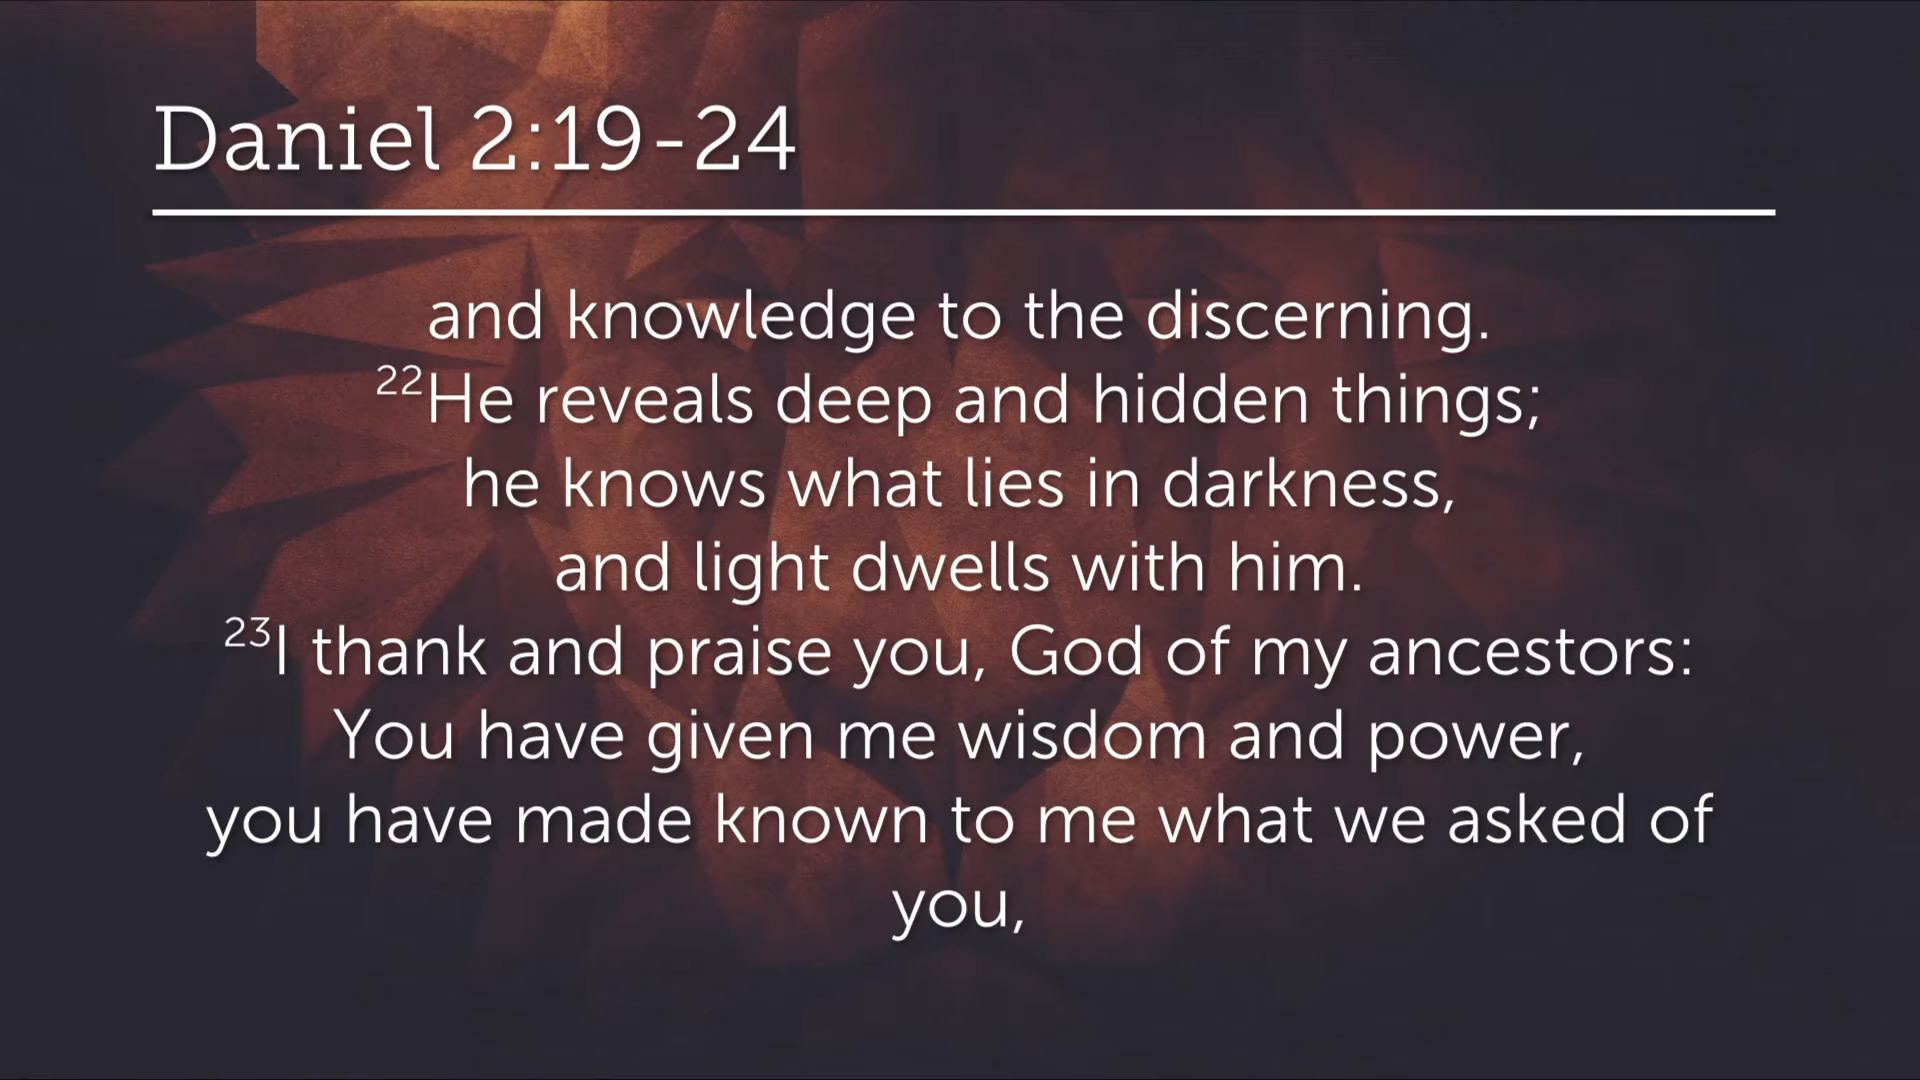 Daniel 2:19-24
and knowledge to the discerning.
22He reveals deep and hidden things;
he knows what lies in darkness,
and light dwells with him.
23I thank and praise you, God of my ancestors:
You have given me wisdom and power,
you have made known to me what we asked of
you,